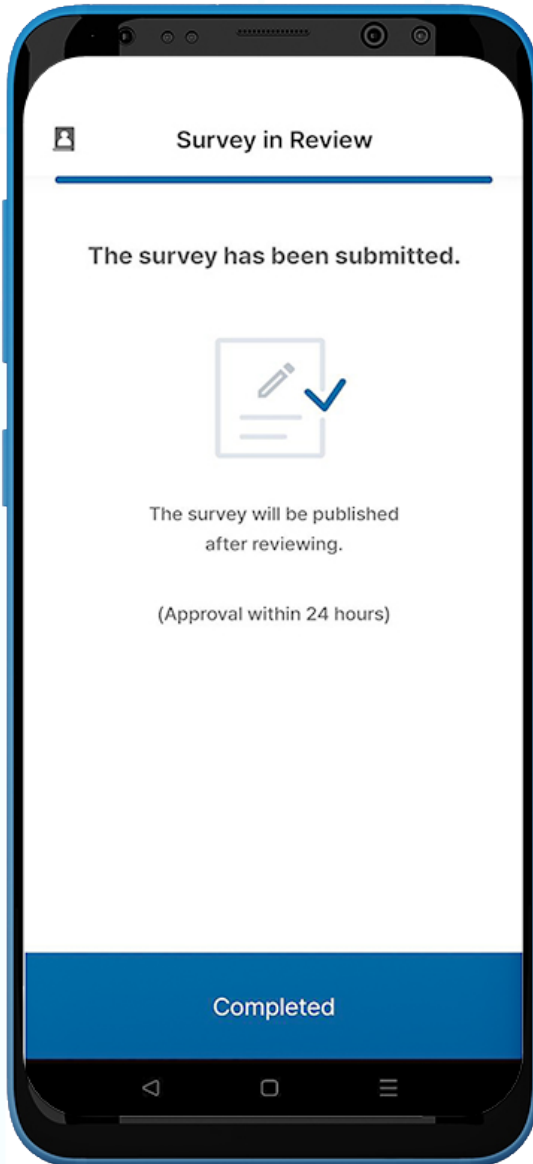 Survey in Review
The survey has been submitted.
The survey will be published
after reviewing.
(Approval within 24 hours)
Completed